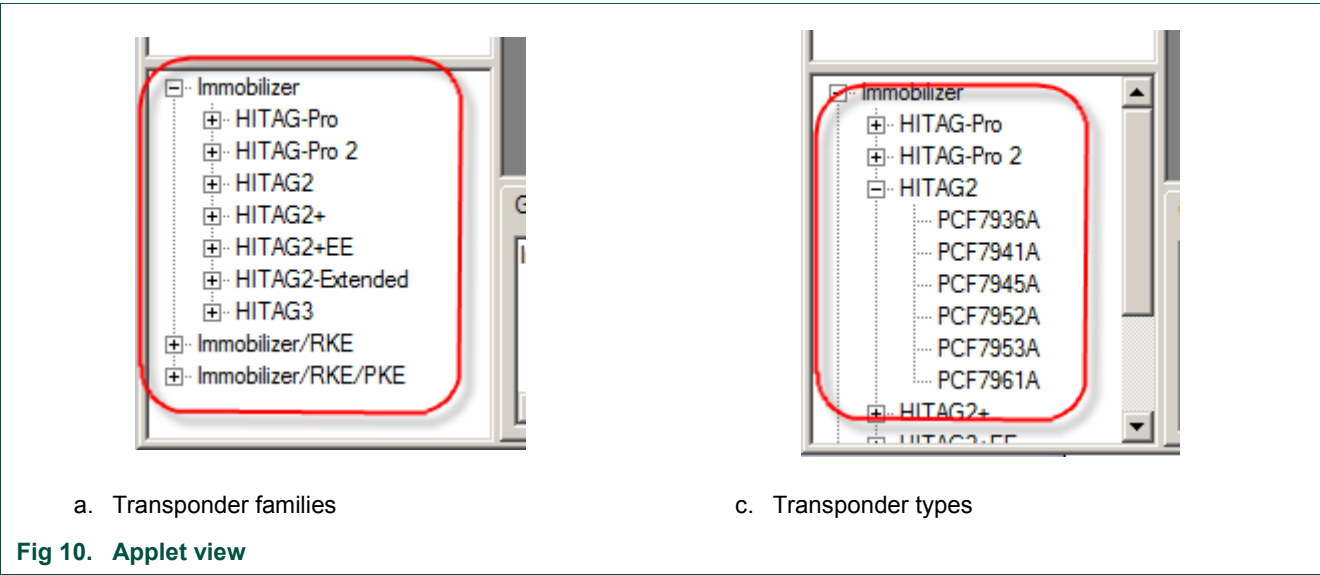 Immobilizer
HITAG-Pro
HITAG-Pro 2
HITAG2
HITAG2+
HITAG2+EE
HITAG2-Extended
HITAG3
Immobilizer/RKE
Immobilizer/RKE/PKE
Immobilizer
HITAG-Pro
HITAG-Pro 2
HITAG2
PCF7936A
PCF7941A
PCF7945A
PCF7952A
PCF7953A
PCF7961A
HITAG2+
HITAG2+EE
a. Transponder families
c. Transponder types
Fig 10. Applet view